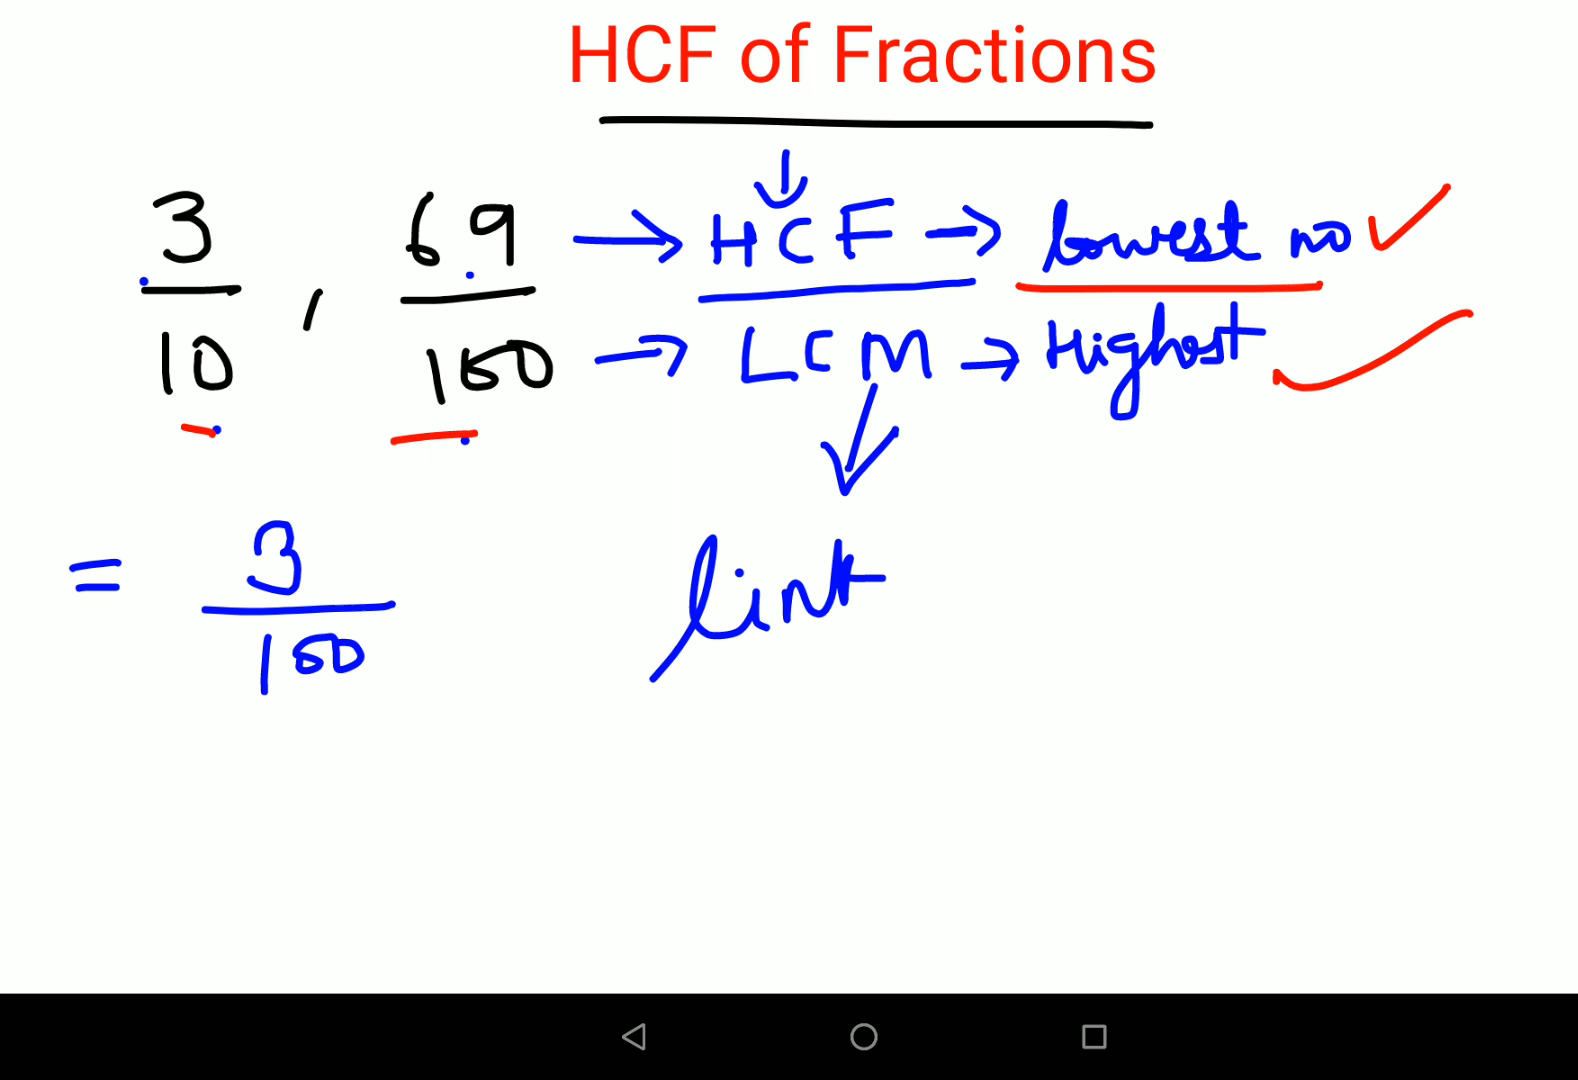 HCF of Fractions
3/10 , 69/150 → HCF → lowest no ✓
→ LCM → Highest ✓
= 3/150
link